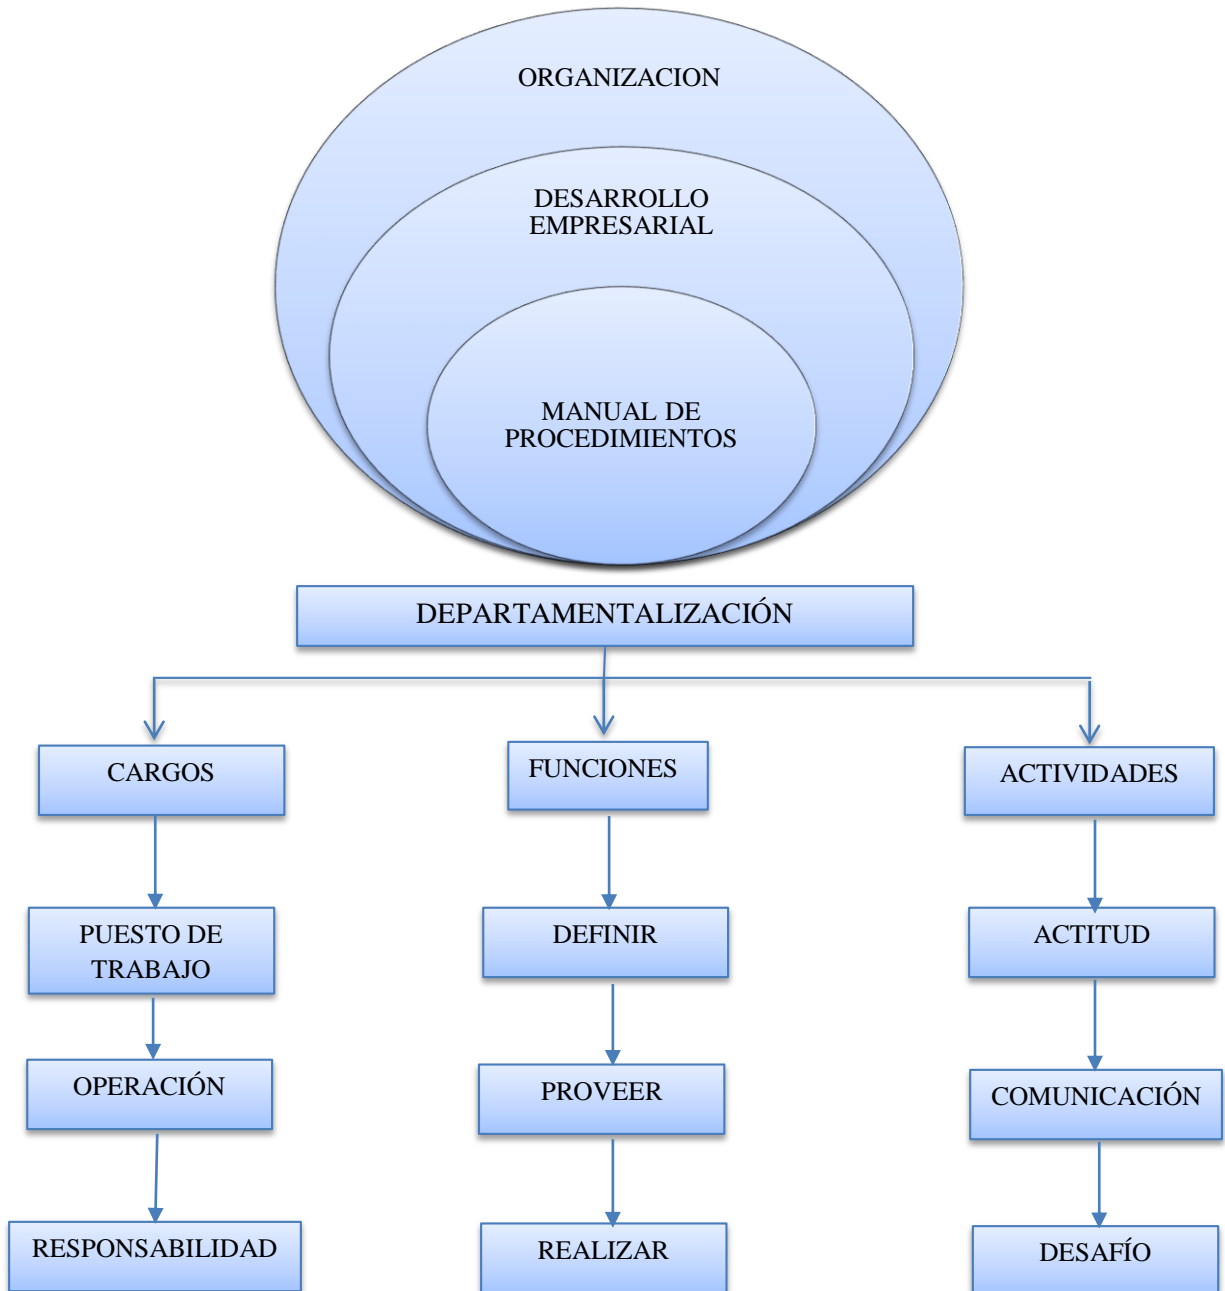 ORGANIZACION
DESARROLLO
EMPRESARIAL
MANUAL DE
PROCEDIMIENTOS
DEPARTAMENTALIZACIÓN
CARGOS
FUNCIONES
ACTIVIDADES
PUESTO DE
TRABAJO
DEFINIR
ACTITUD
OPERACIÓN
PROVEER
COMUNICACIÓN
RESPONSABILIDAD
REALIZAR
DESAFÍO